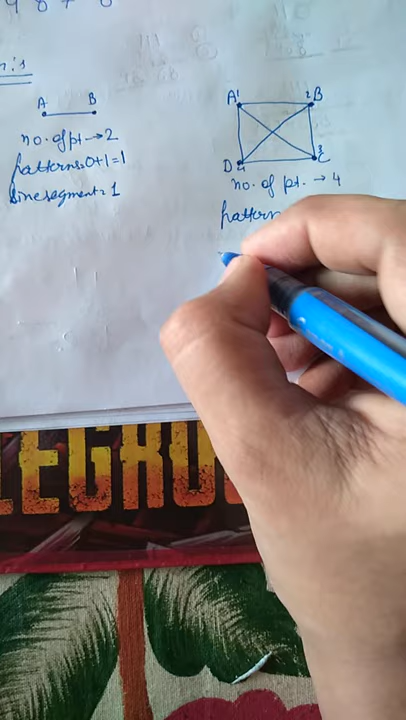 n:s
A B
no. of pt. → 2
patterns=0+1=1
line segment=1
A 1 2 B
D 4 3 C
no. of pt. → 4
pattern
LEGRO